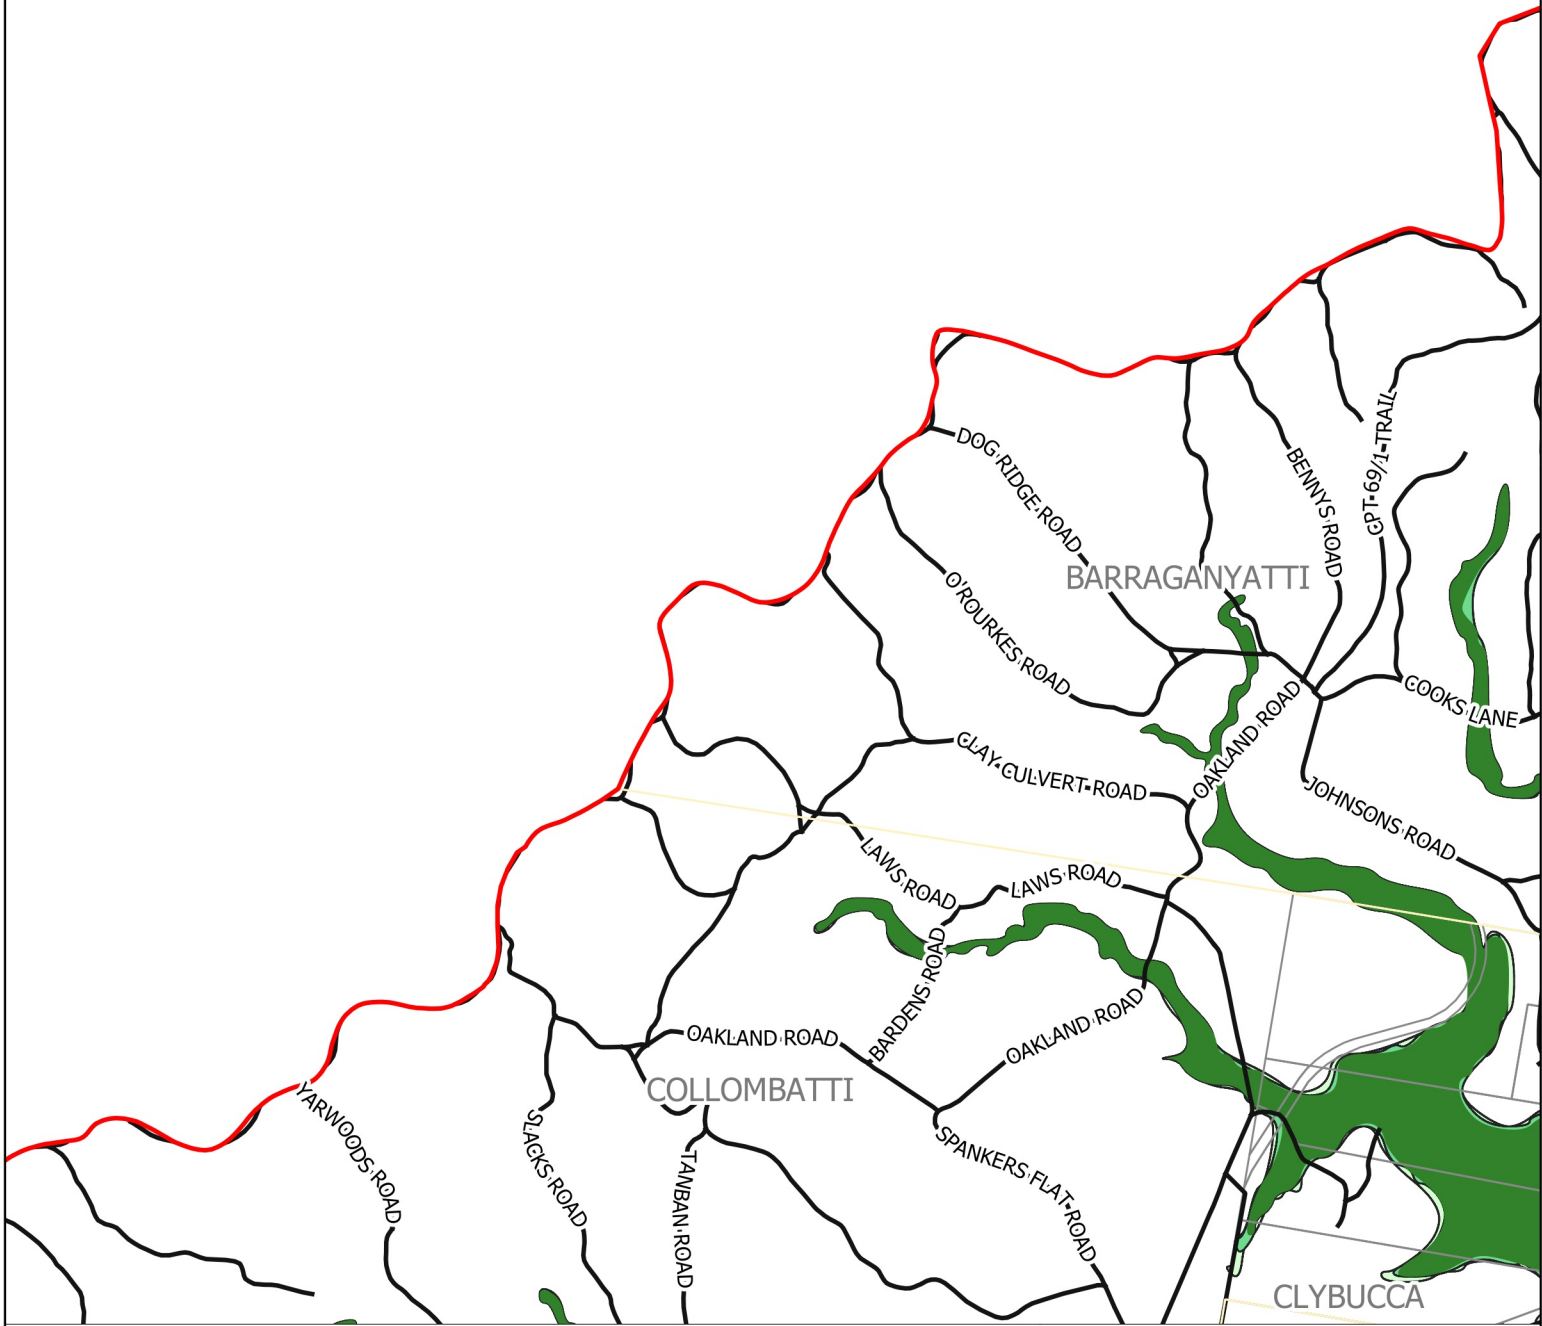 DOG RIDGE ROAD
BENNYS ROAD
CPT 69/1 TRAIL
BARRAGANYATTI
O'ROURKES ROAD
COOKS LANE
OAKLAND ROAD
CLAY CULVERT ROAD
JOHNSONS ROAD
LAWS ROAD
LAWS ROAD
BARDENS ROAD
OAKLAND ROAD
OAKLAND ROAD
COLLOMBATTI
YARWOODS ROAD
SLACKS ROAD
TANBAN ROAD
SPANKERS FLAT ROAD
CLYBUCCA